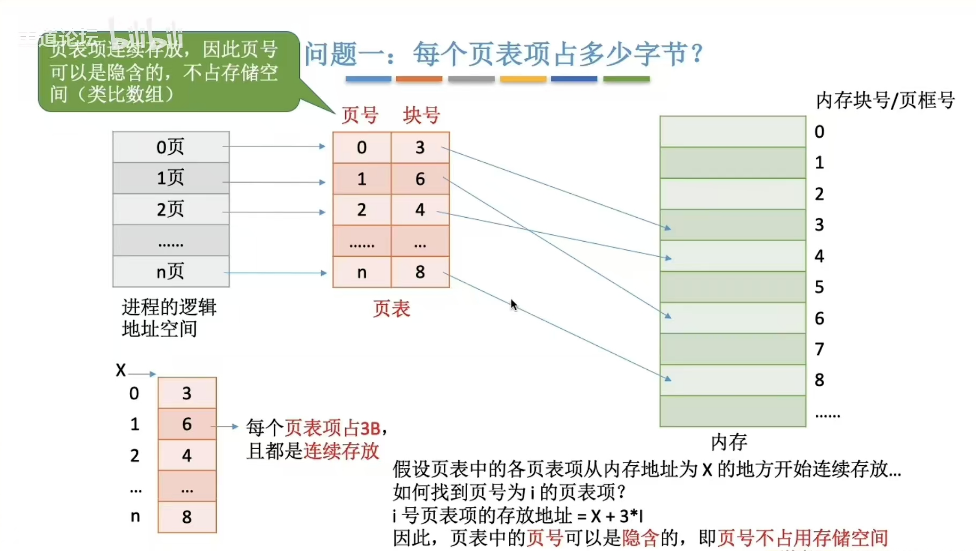 王道论坛 bilibili
页表项连续存放，因此页号
可以是隐含的，不占存储空
间（类比数组）
问题一：每个页表项占多少字节？
页号 块号
内存块号/页框号
0页
1页
2页
……
n页
进程的逻辑
地址空间
0 3
1 6
2 4
…… …
n 8
页表
0
1
2
3
4
5
6
7
8
……
内存
X
0 3
1 6
2 4
… …
n 8
每个页表项占3B，
且都是连续存放
假设页表中的各页表项从内存地址为 X 的地方开始连续存放…
如何找到页号为 i 的页表项？
i 号页表项的存放地址 = X + 3*I
因此，页表中的页号可以是隐含的，即页号不占用存储空间